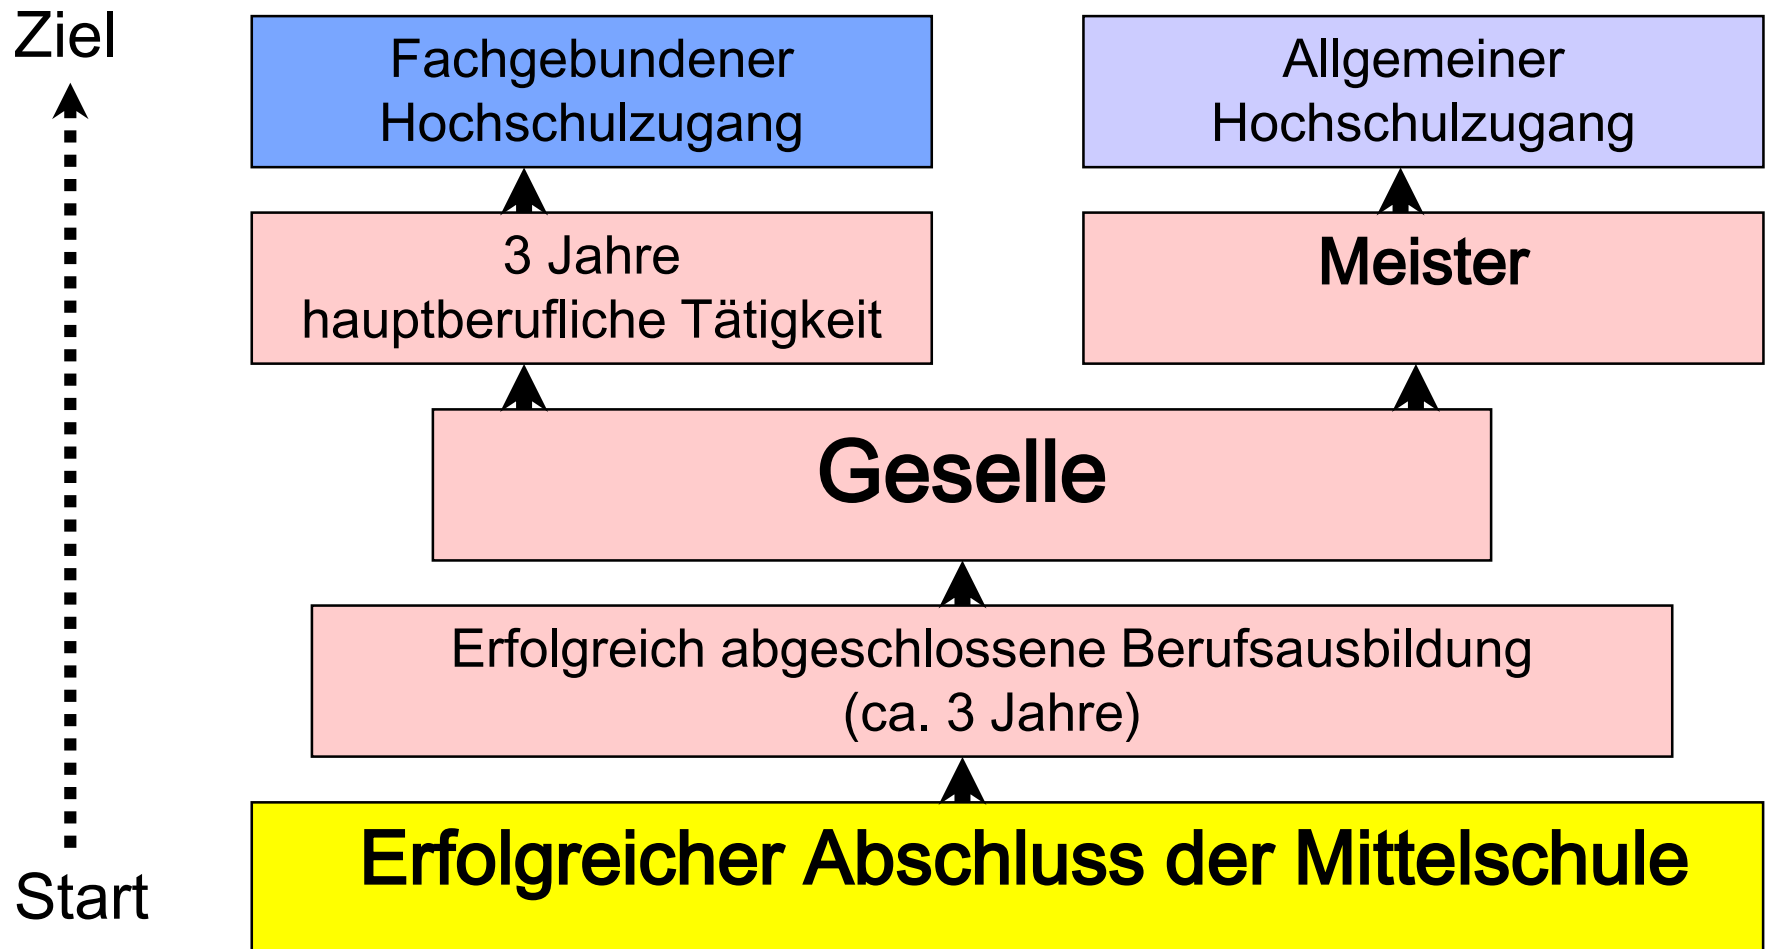 Ziel
Fachgebundener
Hochschulzugang
Allgemeiner
Hochschulzugang
3 Jahre
hauptberufliche Tätigkeit
Meister
Geselle
Erfolgreich abgeschlossene Berufsausbildung
(ca. 3 Jahre)
Erfolgreicher Abschluss der Mittelschule
Start